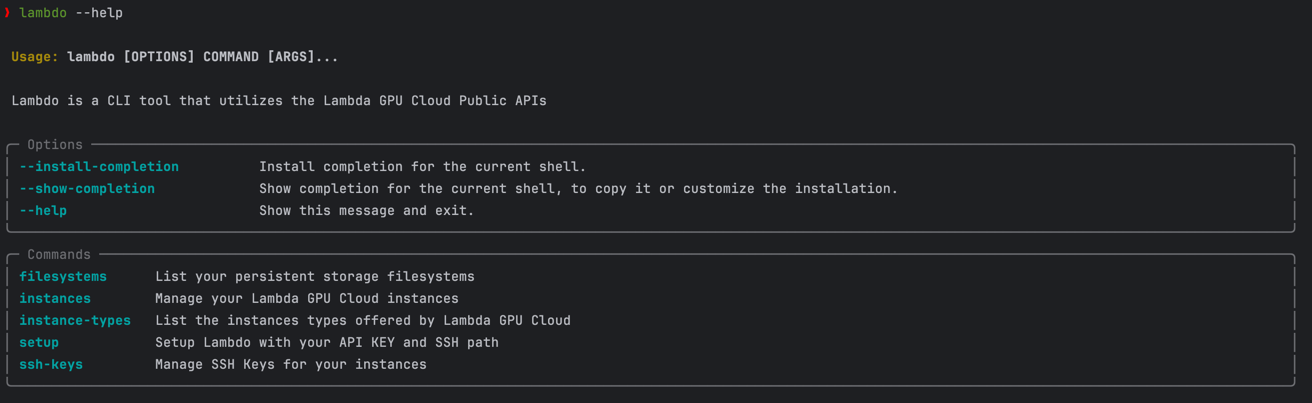 ❯ lambdo --help
Usage: lambdo [OPTIONS] COMMAND [ARGS]...
Lambdo is a CLI tool that utilizes the Lambda GPU Cloud Public APIs
Options
--install-completion Install completion for the current shell.
--show-completion Show completion for the current shell, to copy it or customize the installation.
--help Show this message and exit.
Commands
filesystems List your persistent storage filesystems
instances Manage your Lambda GPU Cloud instances
instance-types List the instances types offered by Lambda GPU Cloud
setup Setup Lambdo with your API KEY and SSH path
ssh-keys Manage SSH Keys for your instances